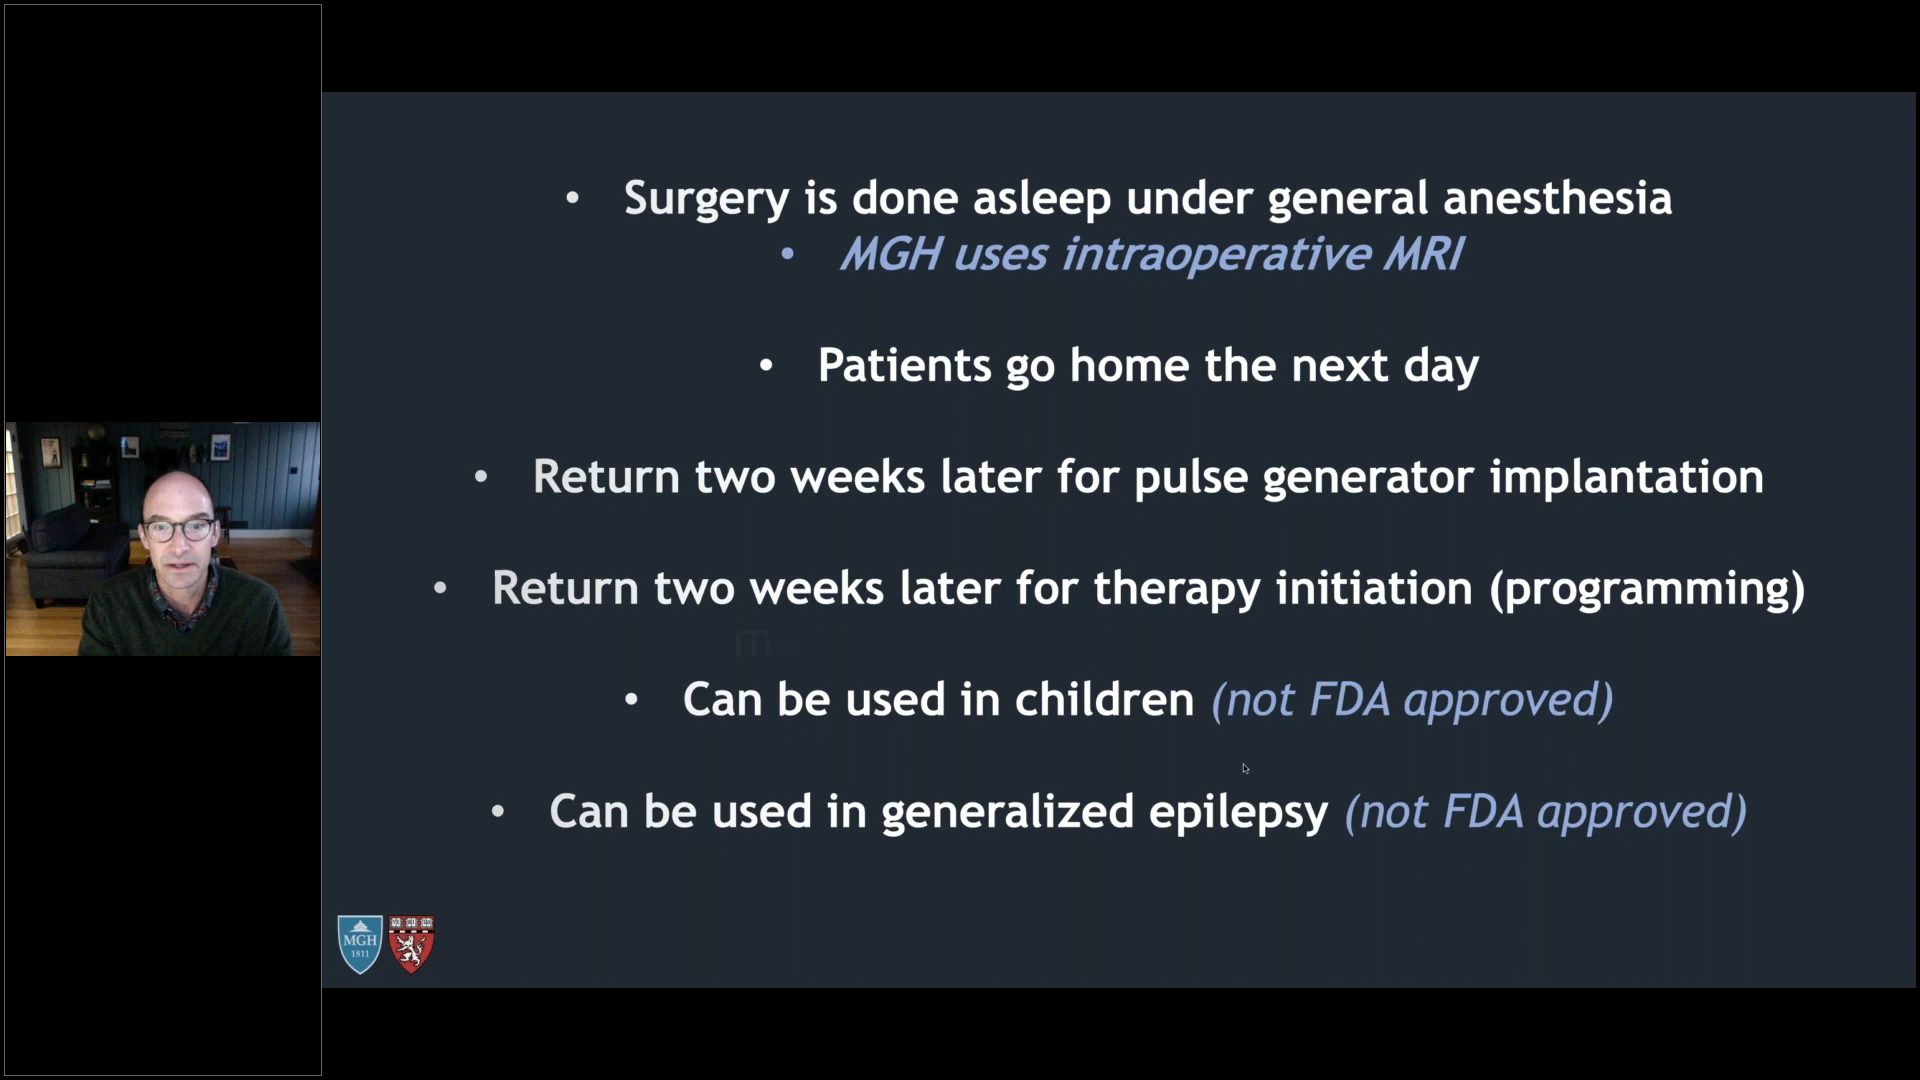 • Surgery is done asleep under general anesthesia
• MGH uses intraoperative MRI
• Patients go home the next day
• Return two weeks later for pulse generator implantation
• Return two weeks later for therapy initiation (programming)
• Can be used in children (not FDA approved)
• Can be used in generalized epilepsy (not FDA approved)
MGH
1811